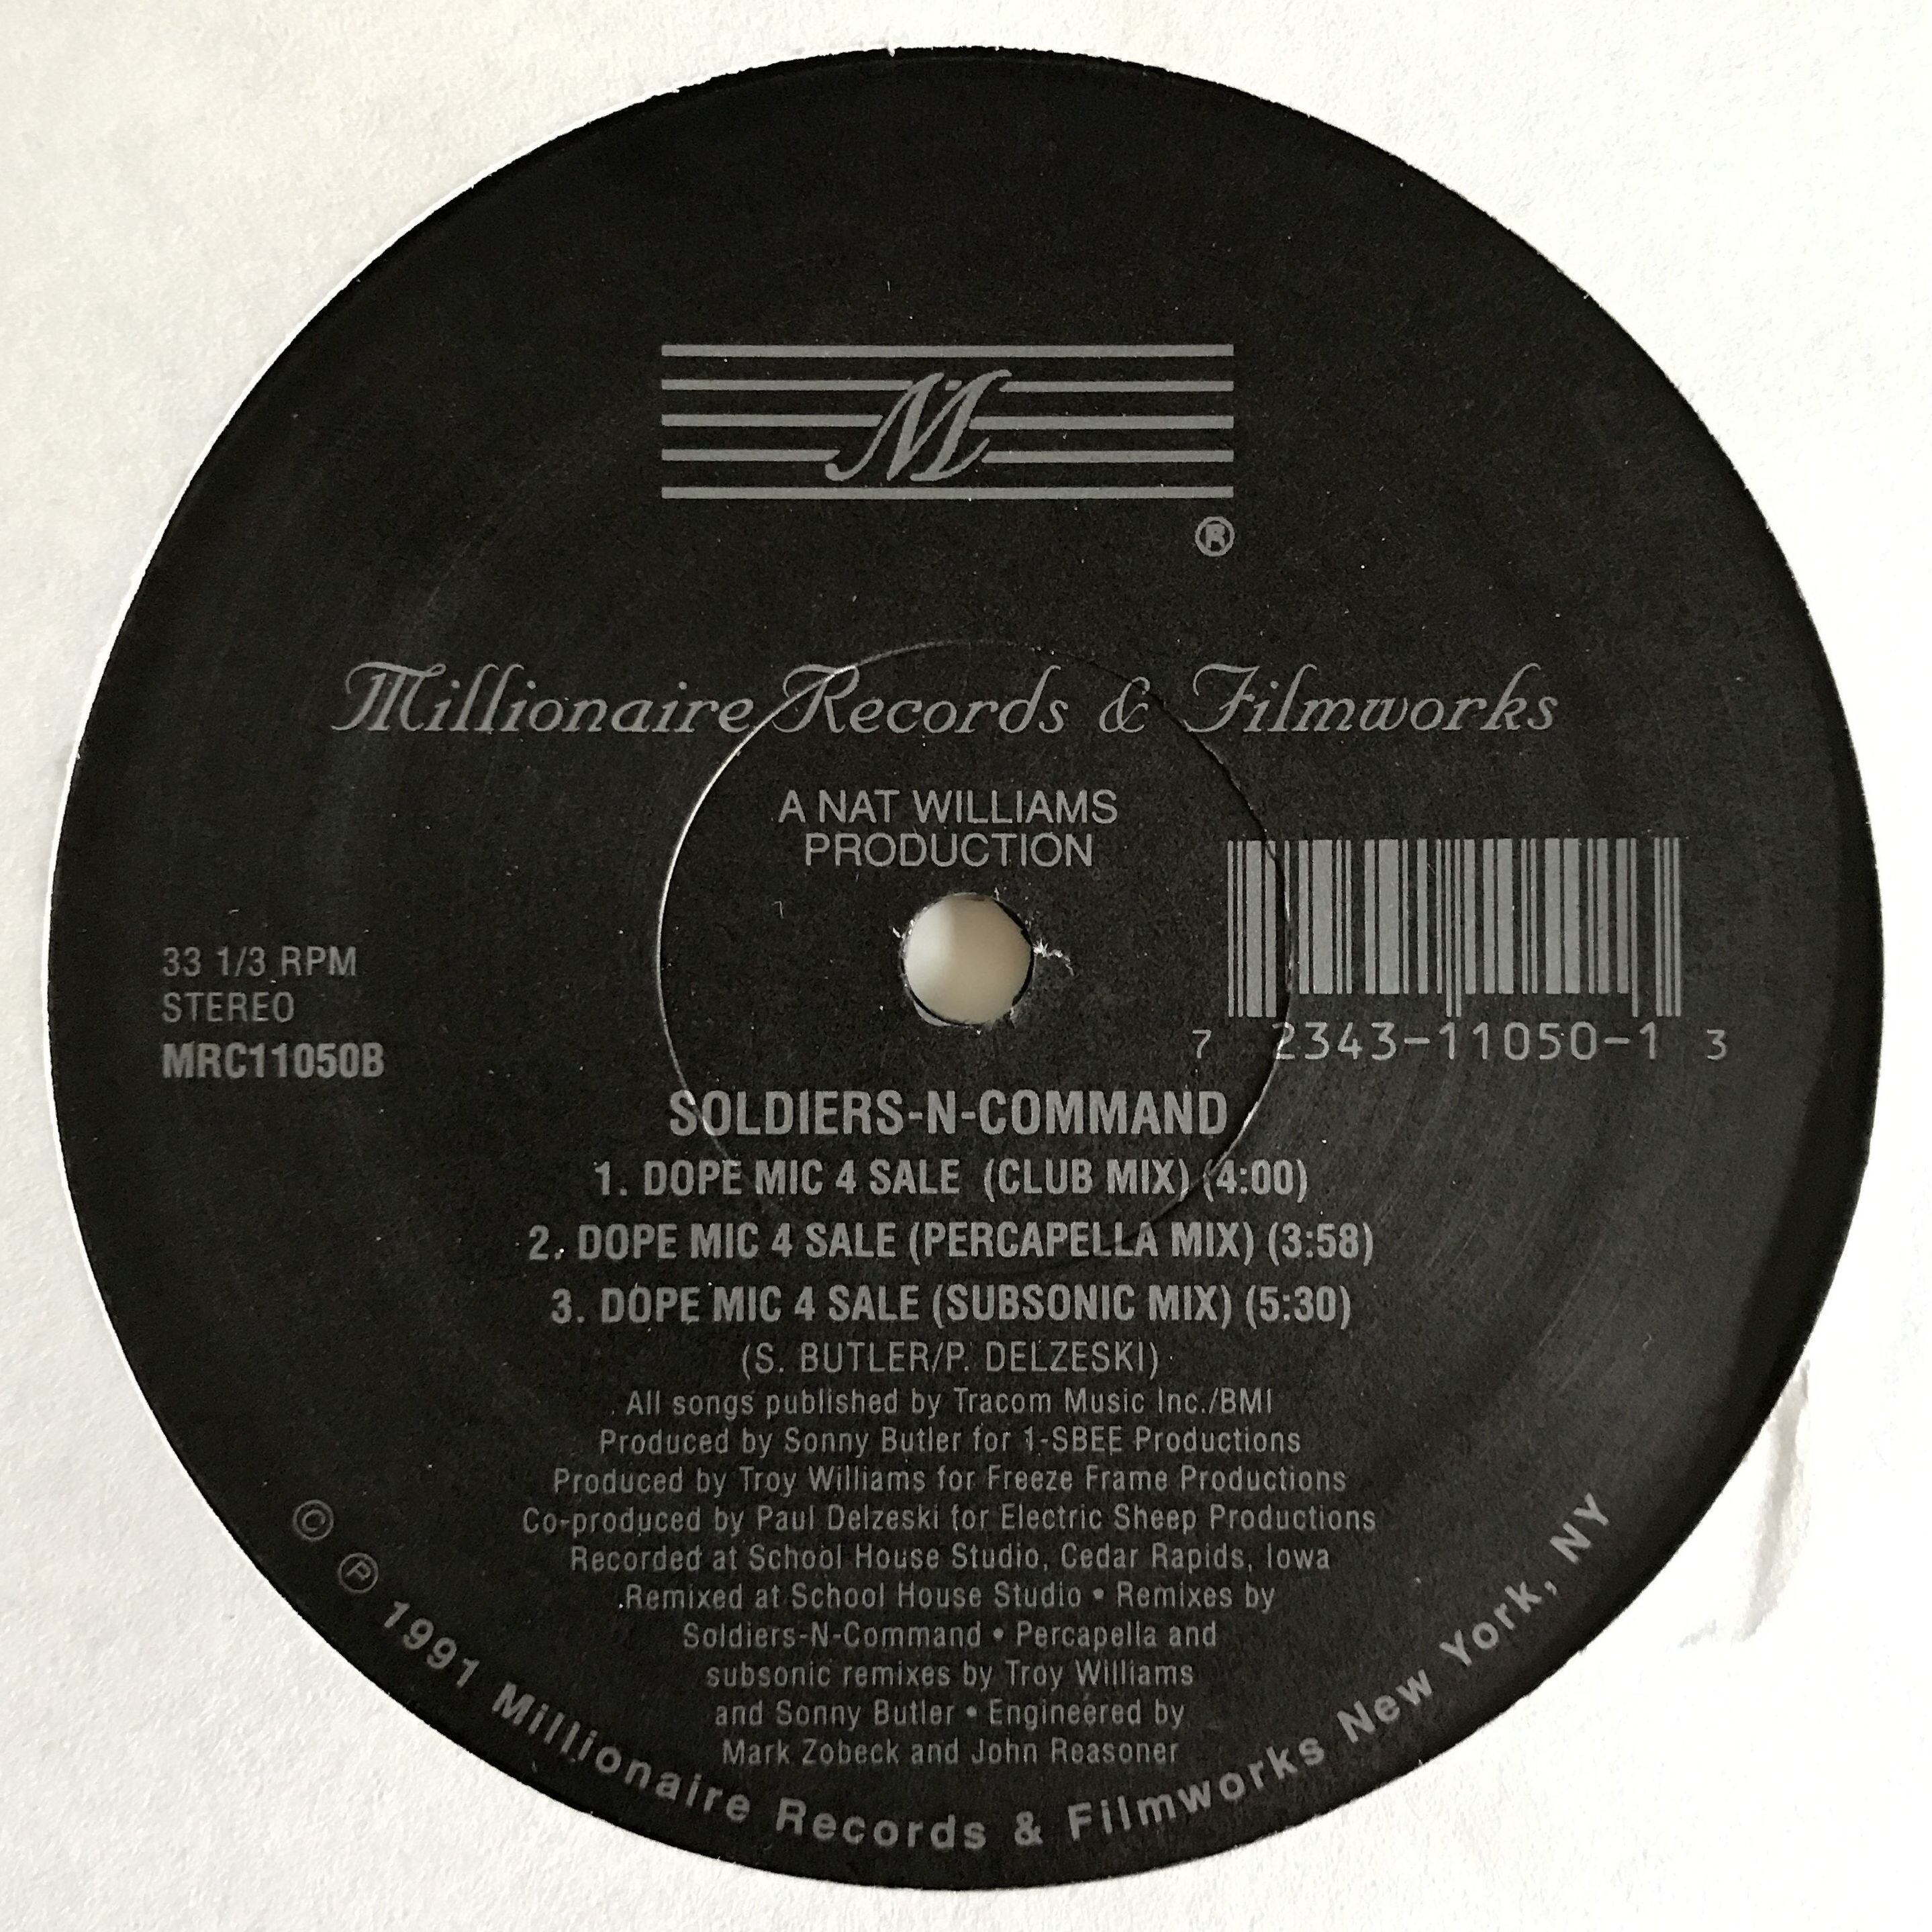 M
®
Millionaire Records & Filmworks
A NAT WILLIAMS
PRODUCTION
33 1/3 RPM
STEREO
MRC11050B
7 2343-11050-1 3
SOLDIERS-N-COMMAND
1. DOPE MIC 4 SALE (CLUB MIX) (4:00)
2. DOPE MIC 4 SALE (PERCAPELLA MIX) (3:58)
3. DOPE MIC 4 SALE (SUBSONIC MIX) (5:30)
(S. BUTLER/P. DELZESKI)
All songs published by Tracom Music Inc./BMI
Produced by Sonny Butler for 1-SBEE Productions
Produced by Troy Williams for Freeze Frame Productions
Co-produced by Paul Delzeski for Electric Sheep Productions
Recorded at School House Studio, Cedar Rapids, Iowa
Remixed at School House Studio • Remixes by
Soldiers-N-Command • Percapella and
subsonic remixes by Troy Williams
and Sonny Butler • Engineered by
Mark Zobeck and John Reasoner
© ℗ 1991 Millionaire Records & Filmworks New York, NY